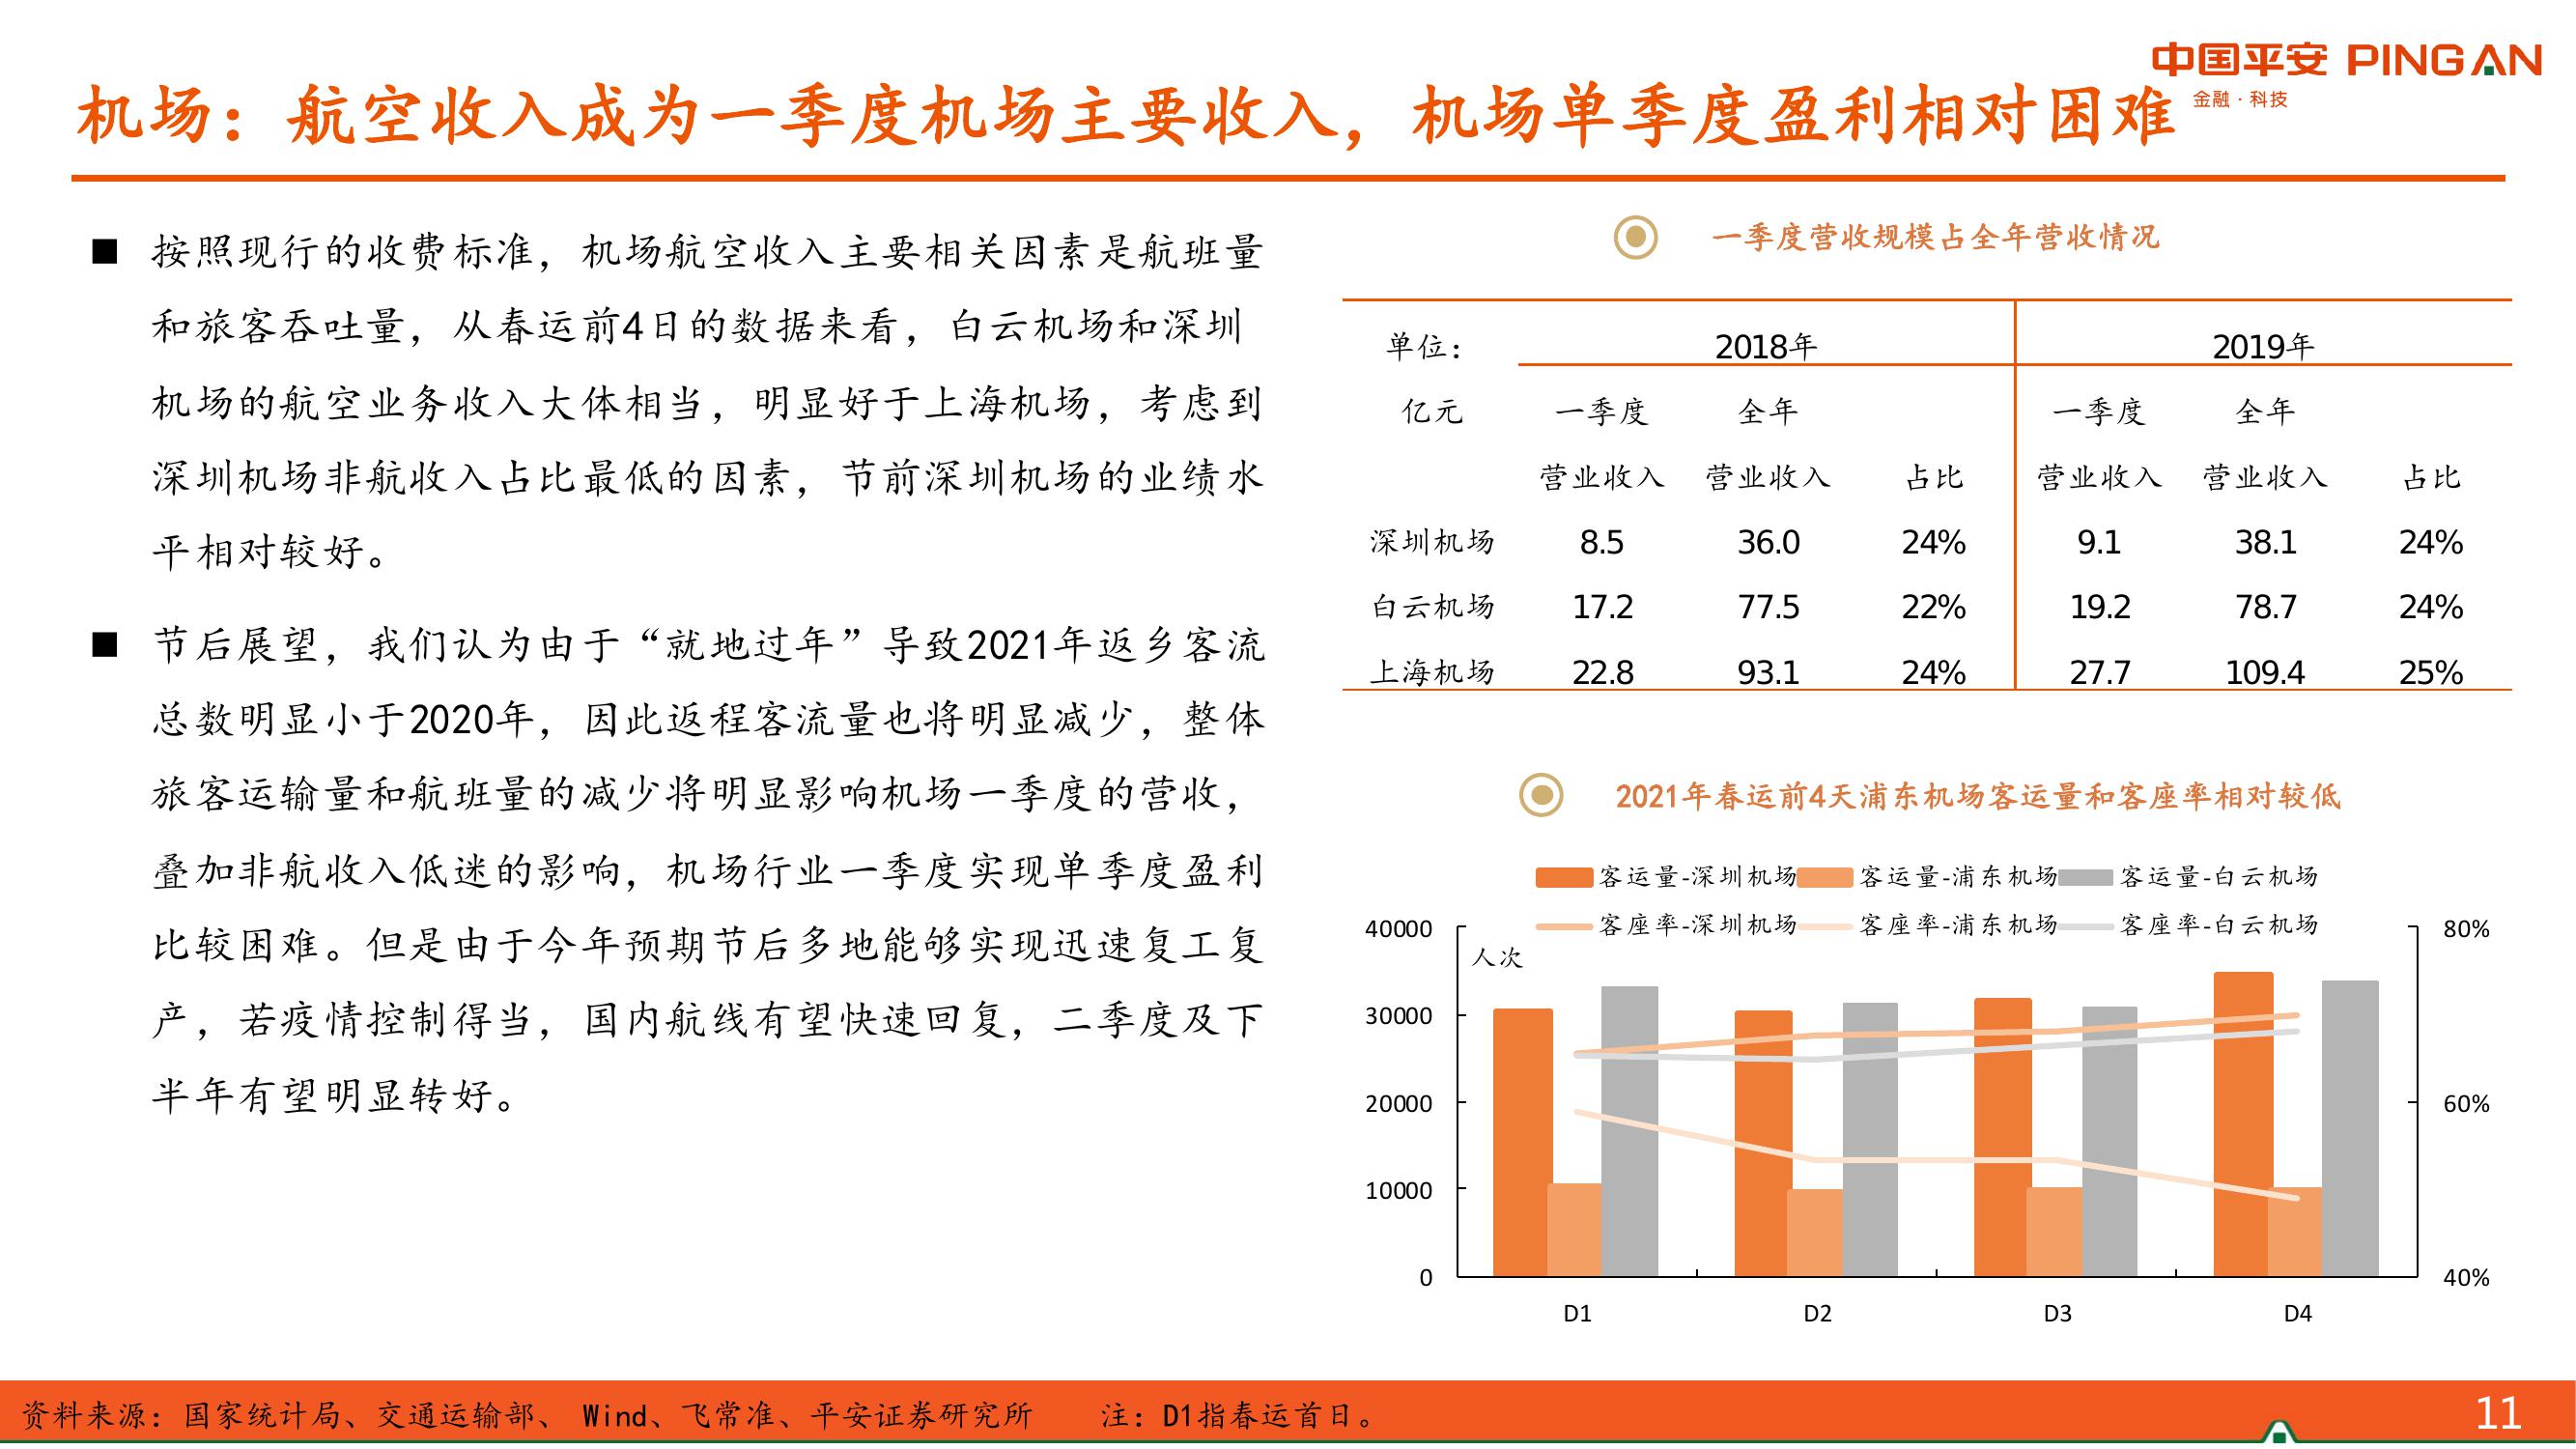 中国平安 PINGAN
金融·科技
机场：航空收入成为一季度机场主要收入，机场单季度盈利相对困难
■ 按照现行的收费标准，机场航空收入主要相关因素是航班量
和旅客吞吐量，从春运前4日的数据来看，白云机场和深圳
机场的航空业务收入大体相当，明显好于上海机场，考虑到
深圳机场非航收入占比最低的因素，节前深圳机场的业绩水
平相对较好。
■ 节后展望，我们认为由于“就地过年”导致2021年返乡客流
总数明显小于2020年，因此返程客流量也将明显减少，整体
旅客运输量和航班量的减少将明显影响机场一季度的营收，
叠加非航收入低迷的影响，机场行业一季度实现单季度盈利
比较困难。但是由于今年预期节后多地能够实现迅速复工复
产，若疫情控制得当，国内航线有望快速回复，二季度及下
半年有望明显转好。
一季度营收规模占全年营收情况
单位： 2018年 2019年
亿元 一季度 全年 一季度 全年
营业收入 营业收入 占比 营业收入 营业收入 占比
深圳机场 8.5 36.0 24% 9.1 38.1 24%
白云机场 17.2 77.5 22% 19.2 78.7 24%
上海机场 22.8 93.1 24% 27.7 109.4 25%
2021年春运前4天浦东机场客运量和客座率相对较低
客运量-深圳机场 客运量-浦东机场 客运量-白云机场
客座率-深圳机场 客座率-浦东机场 客座率-白云机场
人次
40000 80%
30000
20000 60%
10000
0 40%
D1 D2 D3 D4
资料来源：国家统计局、交通运输部、 Wind、飞常准、平安证券研究所 注：D1指春运首日。
11